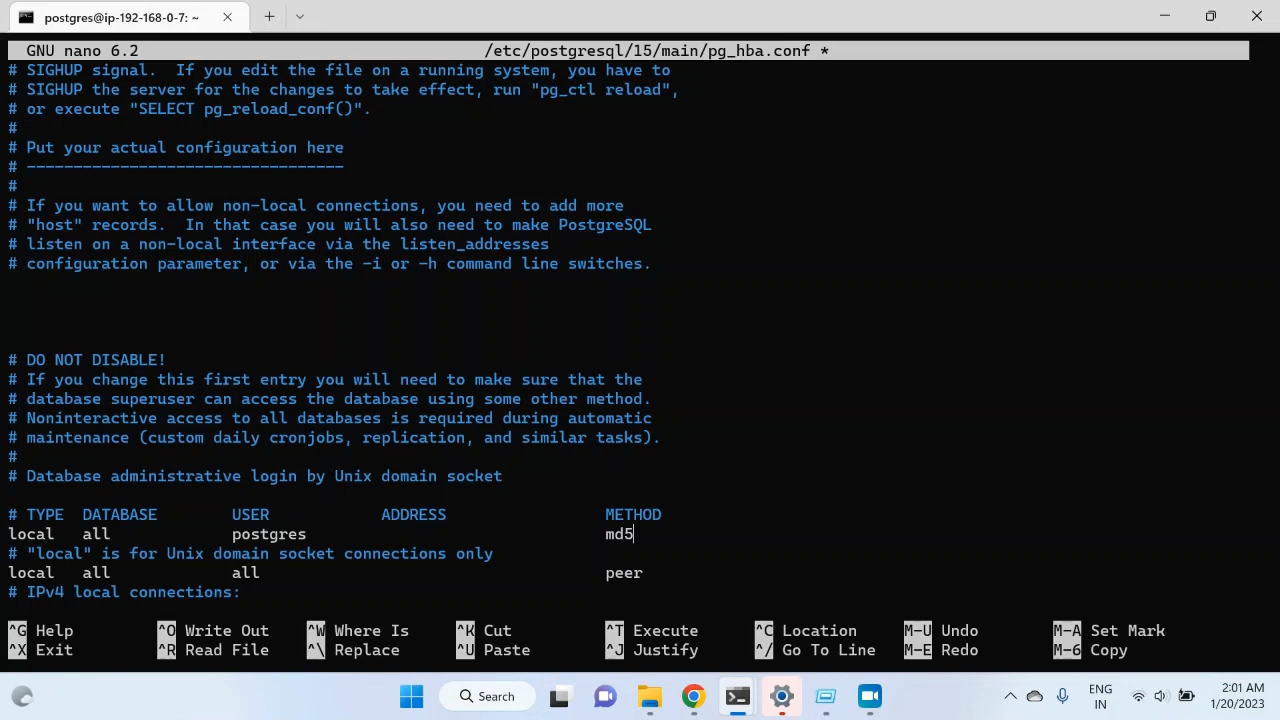 postgres@ip-192-168-0-7: ~
GNU nano 6.2 /etc/postgresql/15/main/pg_hba.conf *
# SIGHUP signal.  If you edit the file on a running system, you have to
# SIGHUP the server for the changes to take effect, run "pg_ctl reload",
# or execute "SELECT pg_reload_conf()".
#
# Put your actual configuration here
# ----------------------------------
#
# If you want to allow non-local connections, you need to add more
# "host" records.  In that case you will also need to make PostgreSQL
# listen on a non-local interface via the listen_addresses
# configuration parameter, or via the -i or -h command line switches.
# DO NOT DISABLE!
# If you change this first entry you will need to make sure that the
# database superuser can access the database using some other method.
# Noninteractive access to all databases is required during automatic
# maintenance (custom daily cronjobs, replication, and similar tasks).
#
# Database administrative login by Unix domain socket
# TYPE  DATABASE        USER            ADDRESS                 METHOD
local   all             postgres                                md5
# "local" is for Unix domain socket connections only
local   all             all                                     peer
# IPv4 local connections:
^G Help ^O Write Out ^W Where Is ^K Cut ^T Execute ^C Location M-U Undo M-A Set Mark
^X Exit ^R Read File ^\ Replace ^U Paste ^J Justify ^/ Go To Line M-E Redo M-6 Copy
Search
ENG
IN
2:01 AM
1/20/2023